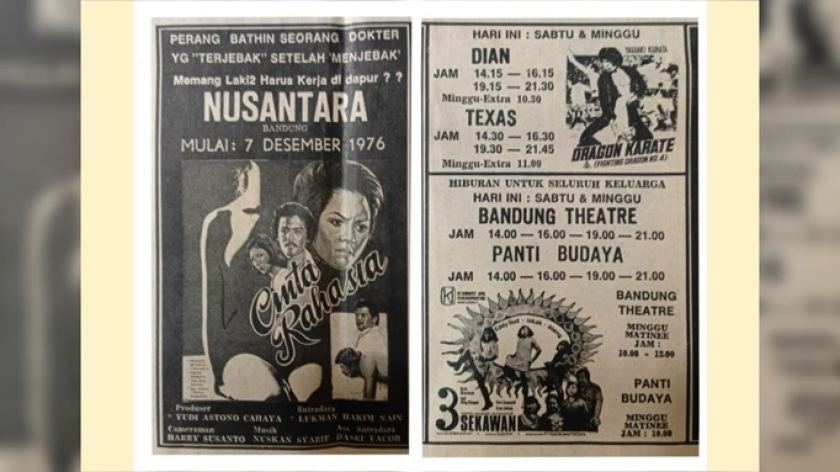 PERANG BATHIN SEORANG DOKTER
YG "TERJEBAK" SETELAH 'MENJEBAK'
Memang Laki2 Harus Kerja di dapur ? ?
NUSANTARA
BANDUNG
MULAI : 7 DESEMBER 1976
Cinta
Rahasia
Produser
YUDI ASTONO CAHAYA
Sutradara
LUKMAN HAKIM NAIN
Cameraman
HARRY SUSANTO
Musik
NUSKAN SYARIF
Ass. Sutradara
DASRI YACOB
HARI INI : SABTU & MINGGU
DIAN
JAM 14.15 — 16.15
19.15 — 21.30
Minggu-Extra 10.30
TEXAS
JAM 14.30 — 16.30
19.30 — 21.45
Minggu-Extra 11.00
YASUAKI KURATA
DRAGON KARATE
(FIGHTING DRAGON NO.4)
HIBURAN UNTUK SELURUH KELUARGA
HARI INI : SABTU & MINGGU
BANDUNG THEATRE
JAM 14.00 — 16.00 — 19.00 — 21.00
PANTI BUDAYA
JAM 14.00 — 16.00 — 19.00 — 21.00
BANDUNG
THEATRE
MINGGU
MATINEE
JAM :
10.00 - 12.00
PANTI
BUDAYA
MINGGU
MATINEE
JAM : 10.00
3
SEKAWAN